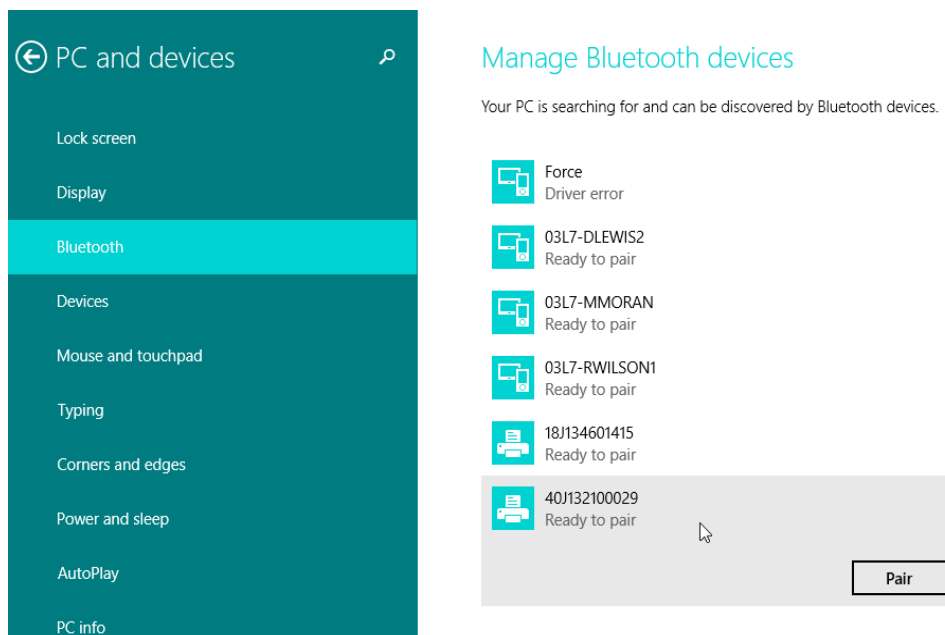 PC and devices
Lock screen
Display
Bluetooth
Devices
Mouse and touchpad
Typing
Corners and edges
Power and sleep
AutoPlay
PC info
Manage Bluetooth devices
Your PC is searching for and can be discovered by Bluetooth devices.
Force
Driver error
03L7-DLEWIS2
Ready to pair
03L7-MMORAN
Ready to pair
03L7-RWILSON1
Ready to pair
18J134601415
Ready to pair
40J132100029
Ready to pair
Pair